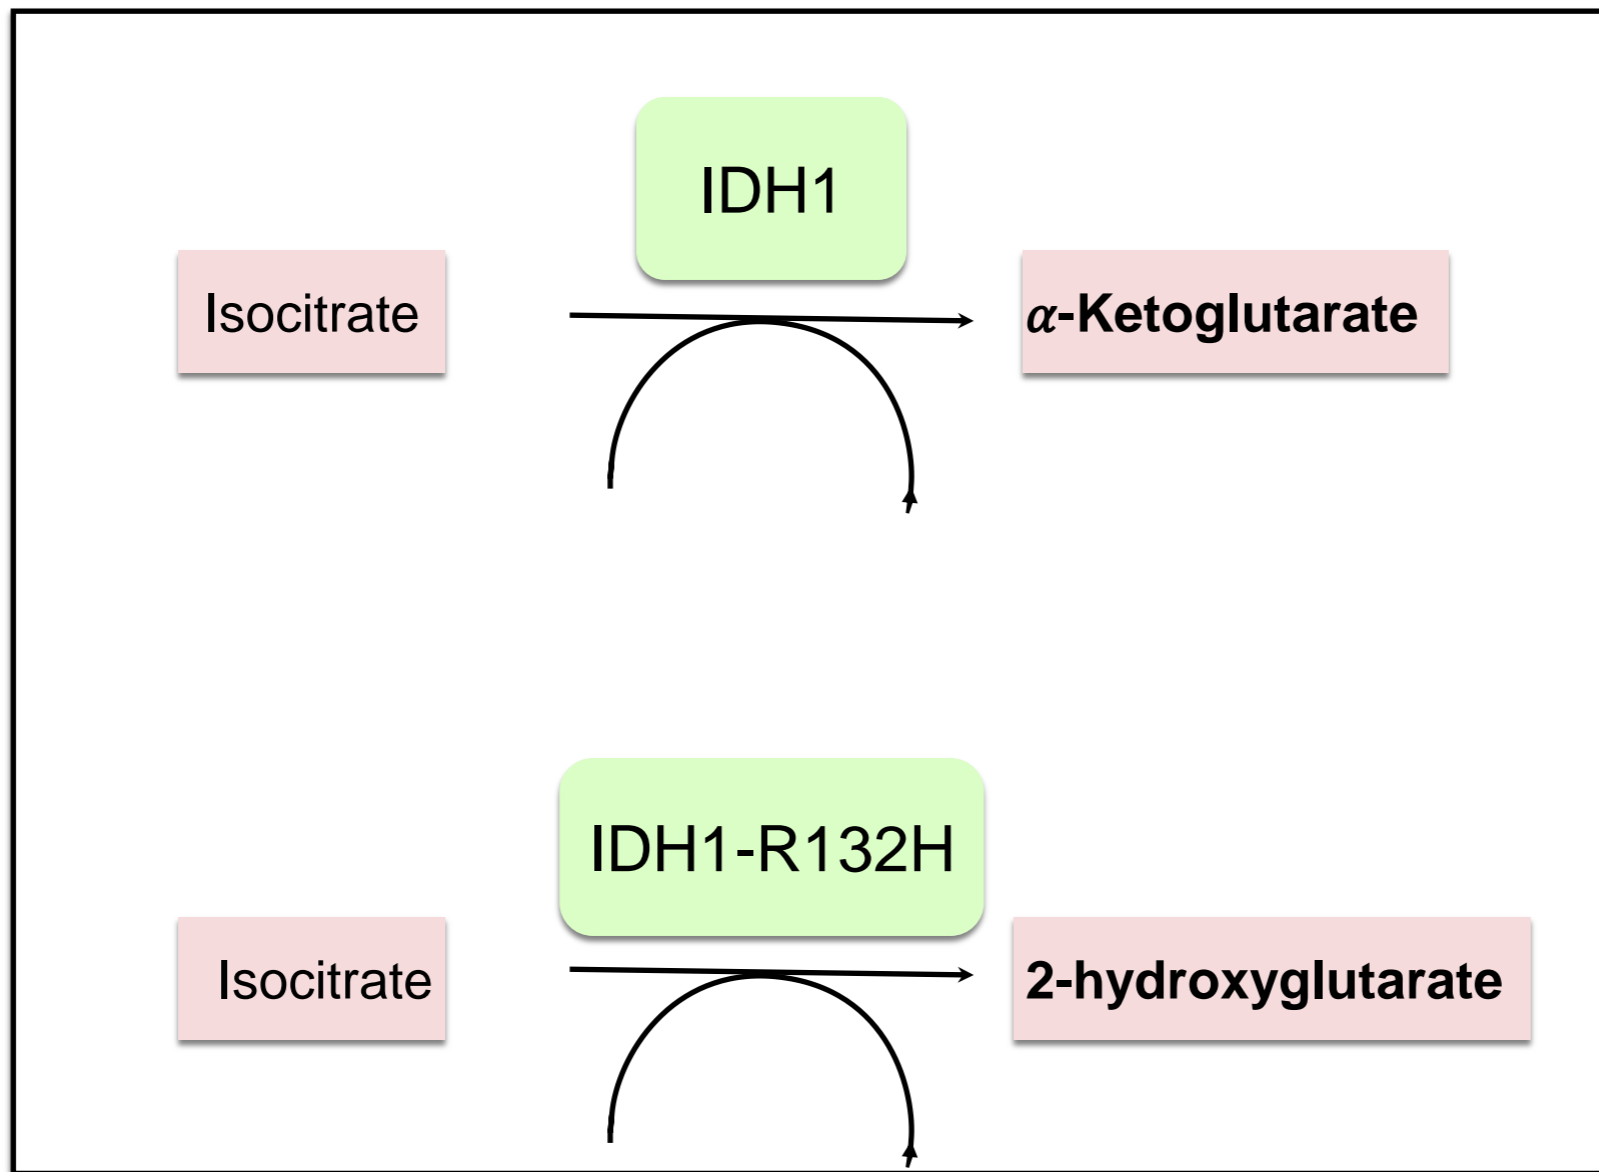 IDH1
Isocitrate
α-Ketoglutarate
IDH1-R132H
Isocitrate
2-hydroxyglutarate